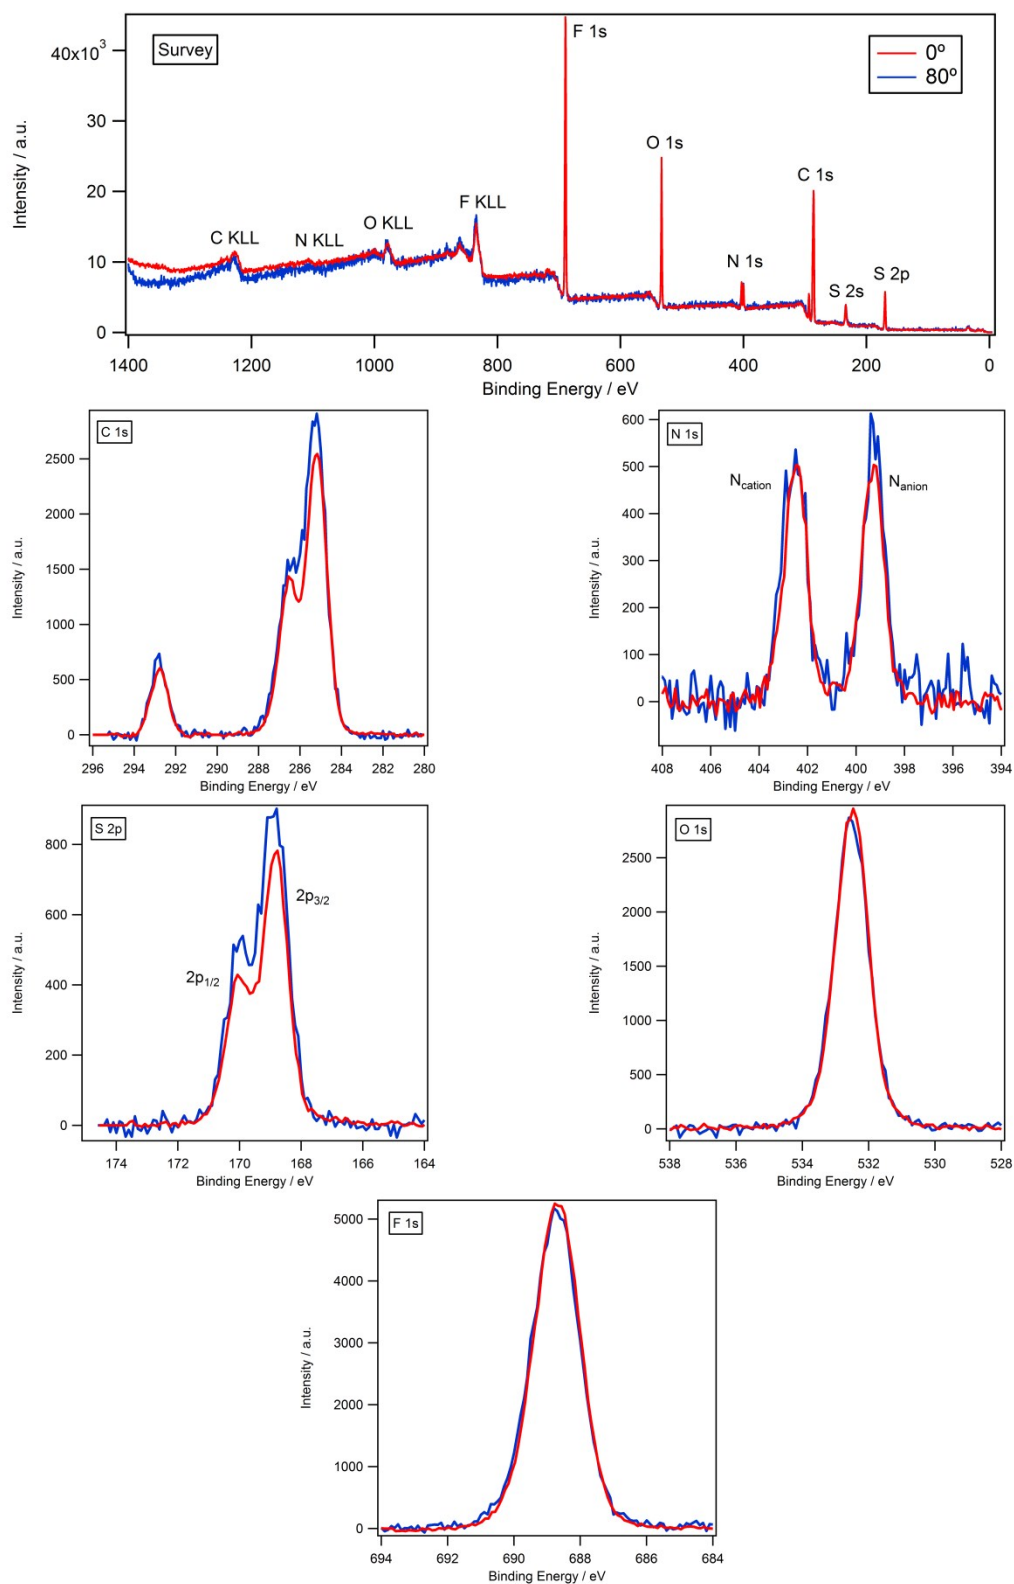 Survey
0º
80º
F 1s
O 1s
C 1s
N 1s
S 2s
S 2p
C KLL
N KLL
O KLL
F KLL
Intensity / a.u.
40x10³
30
20
10
0
1400 1200 1000 800 600 400 200 0
Binding Energy / eV
C 1s
Intensity / a.u.
2500
2000
1500
1000
500
0
296 294 292 290 288 286 284 282 280
Binding Energy / eV
N 1s
N_cation
N_anion
Intensity / a.u.
600
500
400
300
200
100
0
408 406 404 402 400 398 396 394
Binding Energy / eV
S 2p
2p_3/2
2p_1/2
Intensity / a.u.
800
600
400
200
0
174 172 170 168 166 164
Binding Energy / eV
O 1s
Intensity / a.u.
2500
2000
1500
1000
500
0
538 536 534 532 530 528
Binding Energy / eV
F 1s
Intensity / a.u.
5000
4000
3000
2000
1000
0
694 692 690 688 686 684
Binding Energy / eV